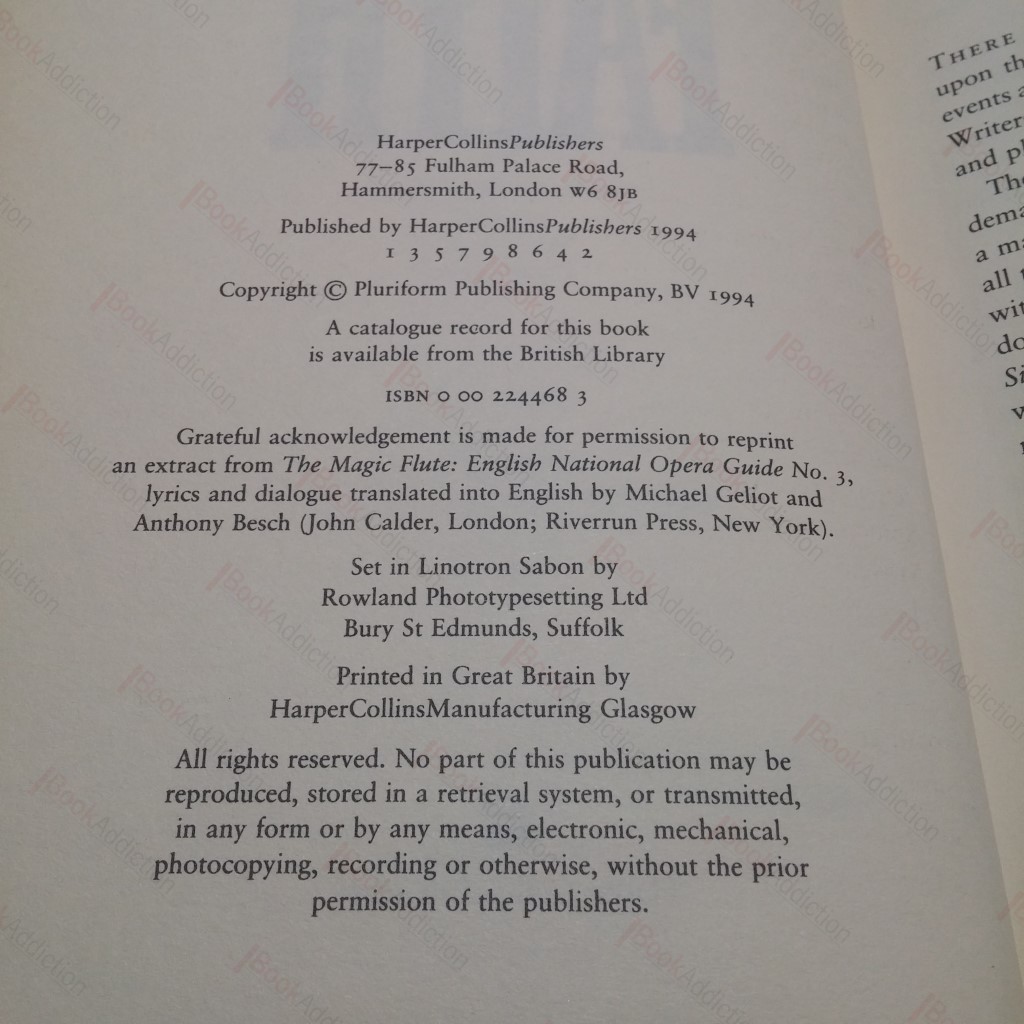 HarperCollinsPublishers
77–85 Fulham Palace Road,
Hammersmith, London W6 8JB
Published by HarperCollinsPublishers 1994
1 3 5 7 9 8 6 4 2
Copyright © Pluriform Publishing Company, BV 1994
A catalogue record for this book
is available from the British Library
ISBN 0 00 224468 3
Grateful acknowledgement is made for permission to reprint
an extract from The Magic Flute: English National Opera Guide No. 3,
lyrics and dialogue translated into English by Michael Geliot and
Anthony Besch (John Calder, London; Riverrun Press, New York).
Set in Linotron Sabon by
Rowland Phototypesetting Ltd
Bury St Edmunds, Suffolk
Printed in Great Britain by
HarperCollinsManufacturing Glasgow
All rights reserved. No part of this publication may be
reproduced, stored in a retrieval system, or transmitted,
in any form or by any means, electronic, mechanical,
photocopying, recording or otherwise, without the prior
permission of the publishers.
THERE
upon
events
Writer
and
a
all
BookAddiction